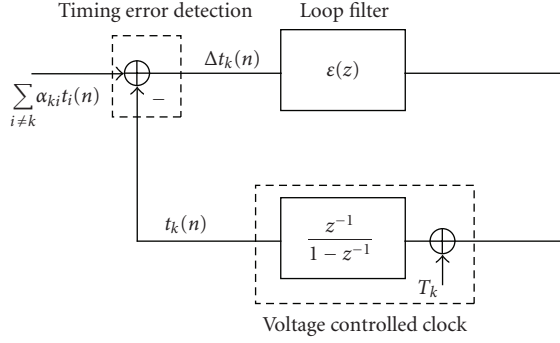 Timing error detection
Loop filter
Δt_k(n)
ε(z)
∑_{i≠k} α_{ki}t_i(n)
−
t_k(n)
z^{−1} / (1 − z^{−1})
T_k
Voltage controlled clock